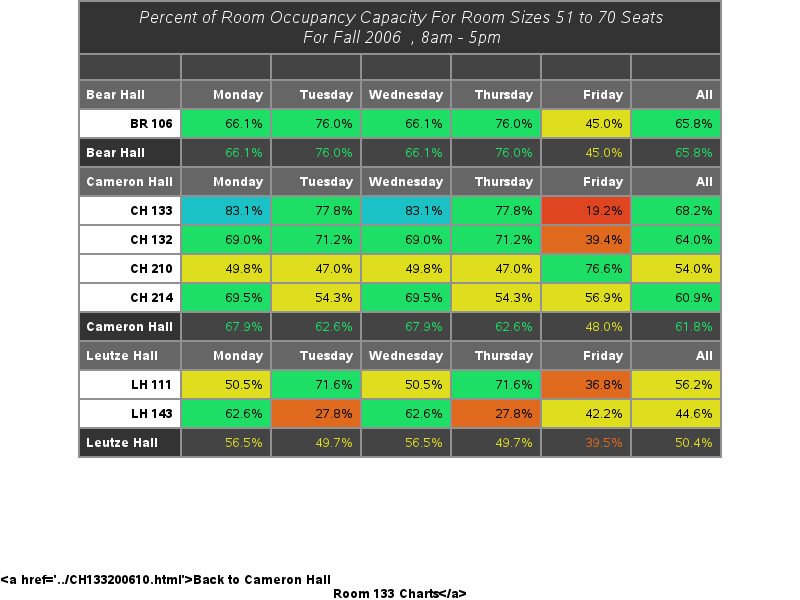 Percent of Room Occupancy Capacity For Room Sizes 51 to 70 Seats
For Fall 2006 , 8am - 5pm
Bear Hall Monday Tuesday Wednesday Thursday Friday All
BR 106 66.1% 76.0% 66.1% 76.0% 45.0% 65.8%
Bear Hall 66.1% 76.0% 66.1% 76.0% 45.0% 65.8%
Cameron Hall Monday Tuesday Wednesday Thursday Friday All
CH 133 83.1% 77.8% 83.1% 77.8% 19.2% 68.2%
CH 132 69.0% 71.2% 69.0% 71.2% 39.4% 64.0%
CH 210 49.8% 47.0% 49.8% 47.0% 76.6% 54.0%
CH 214 69.5% 54.3% 69.5% 54.3% 56.9% 60.9%
Cameron Hall 67.9% 62.6% 67.9% 62.6% 48.0% 61.8%
Leutze Hall Monday Tuesday Wednesday Thursday Friday All
LH 111 50.5% 71.6% 50.5% 71.6% 36.8% 56.2%
LH 143 62.6% 27.8% 62.6% 27.8% 42.2% 44.6%
Leutze Hall 56.5% 49.7% 56.5% 49.7% 39.5% 50.4%
<a href='../CH133200610.html'>Back to Cameron Hall
Room 133 Charts</a>